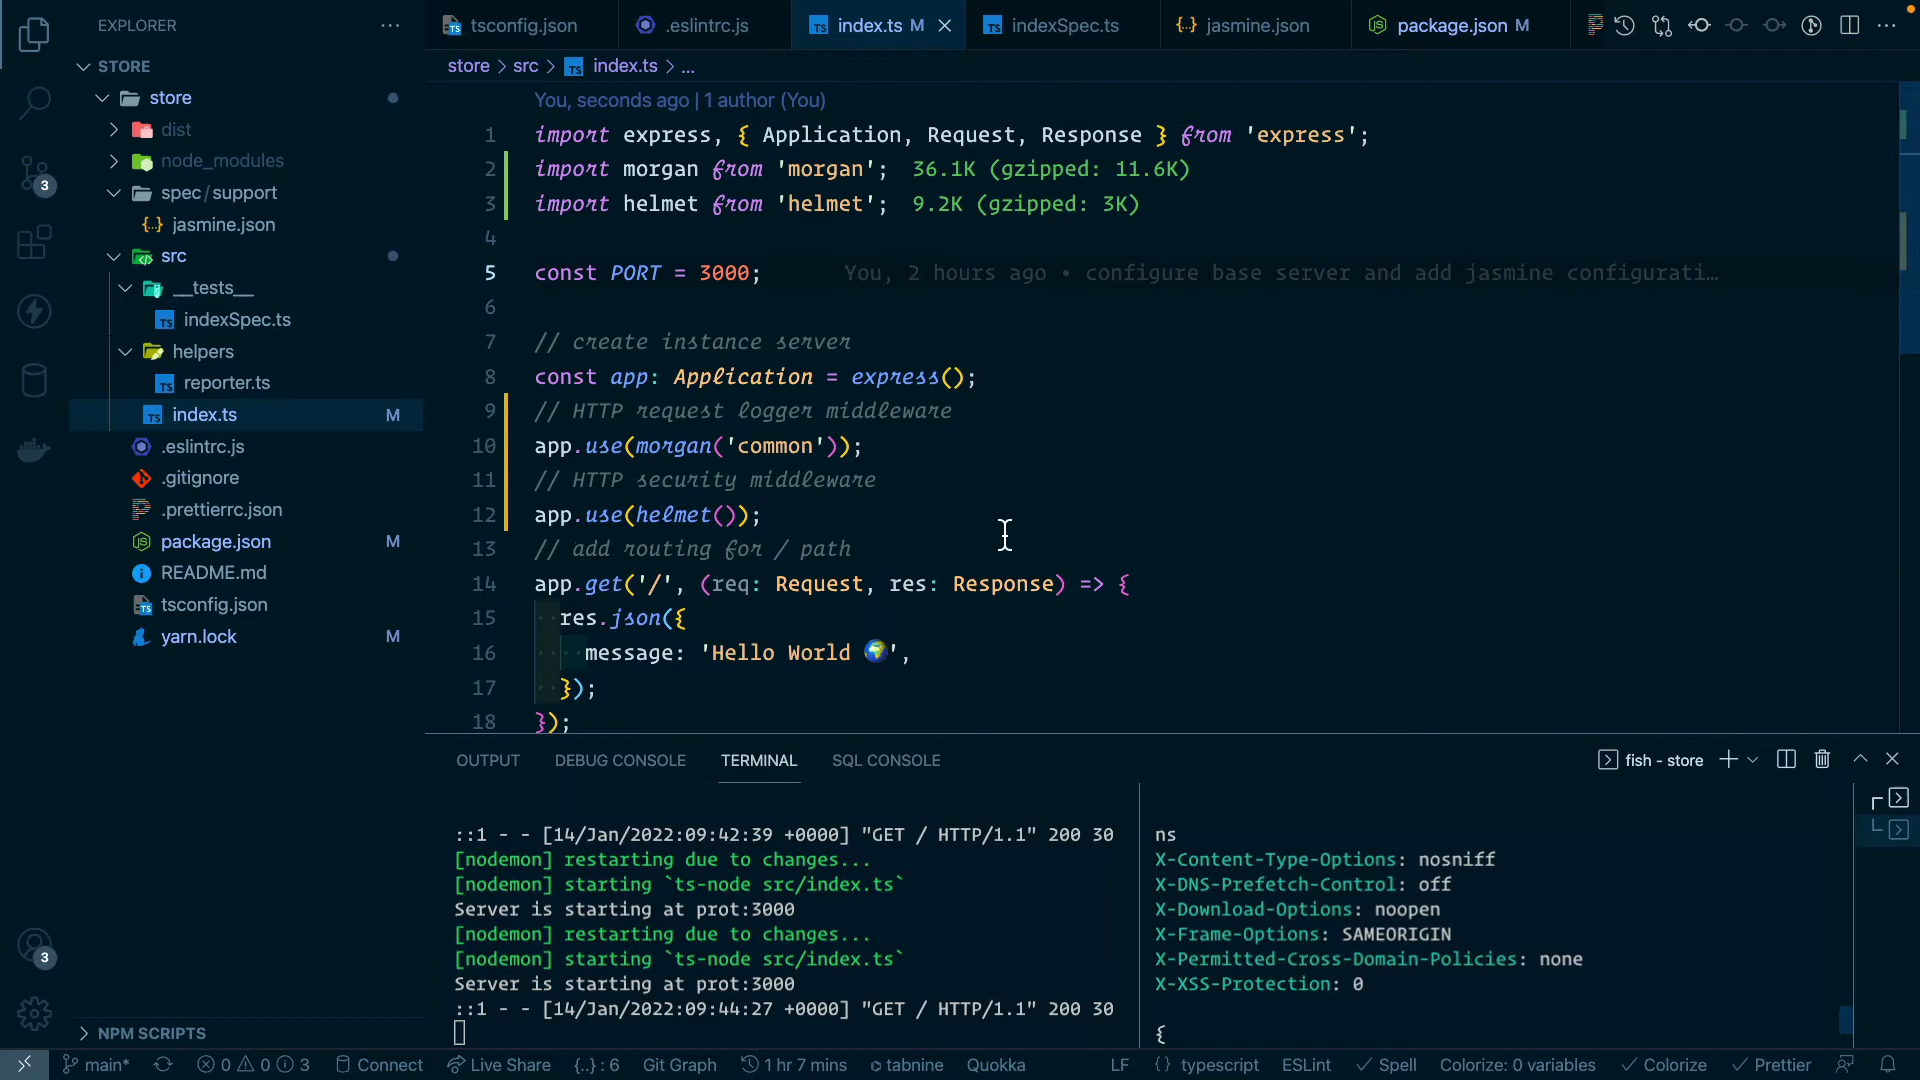 EXPLORER
STORE
store
dist
node_modules
spec/support
jasmine.json
src
__tests__
indexSpec.ts
helpers
reporter.ts
index.ts M
.eslintrc.js
.gitignore
.prettierrc.json
package.json M
README.md
tsconfig.json
yarn.lock M
NPM SCRIPTS
3
3
tsconfig.json .eslintrc.js index.ts M indexSpec.ts jasmine.json package.json M
store > src > index.ts > ...
You, seconds ago | 1 author (You)
1 import express, { Application, Request, Response } from 'express';
2 import morgan from 'morgan'; 36.1K (gzipped: 11.6K)
3 import helmet from 'helmet'; 9.2K (gzipped: 3K)
4
5 const PORT = 3000; You, 2 hours ago • configure base server and add jasmine configurati…
6
7 // create instance server
8 const app: Application = express();
9 // HTTP request logger middleware
10 app.use(morgan('common'));
11 // HTTP security middleware
12 app.use(helmet());
13 // add routing for / path
14 app.get('/', (req: Request, res: Response) => {
15 res.json({
16 message: 'Hello World 🌍',
17 });
18 });
OUTPUT DEBUG CONSOLE TERMINAL SQL CONSOLE
fish - store
::1 - - [14/Jan/2022:09:42:39 +0000] "GET / HTTP/1.1" 200 30
[nodemon] restarting due to changes...
[nodemon] starting `ts-node src/index.ts`
Server is starting at prot:3000
[nodemon] restarting due to changes...
[nodemon] starting `ts-node src/index.ts`
Server is starting at prot:3000
::1 - - [14/Jan/2022:09:44:27 +0000] "GET / HTTP/1.1" 200 30
ns
X-Content-Type-Options: nosniff
X-DNS-Prefetch-Control: off
X-Download-Options: noopen
X-Frame-Options: SAMEORIGIN
X-Permitted-Cross-Domain-Policies: none
X-XSS-Protection: 0
{
main* 0 0 3 Connect Live Share {..} : 6 Git Graph 1 hr 7 mins tabnine Quokka LF {} typescript ESLint Spell Colorize: 0 variables Colorize Prettier